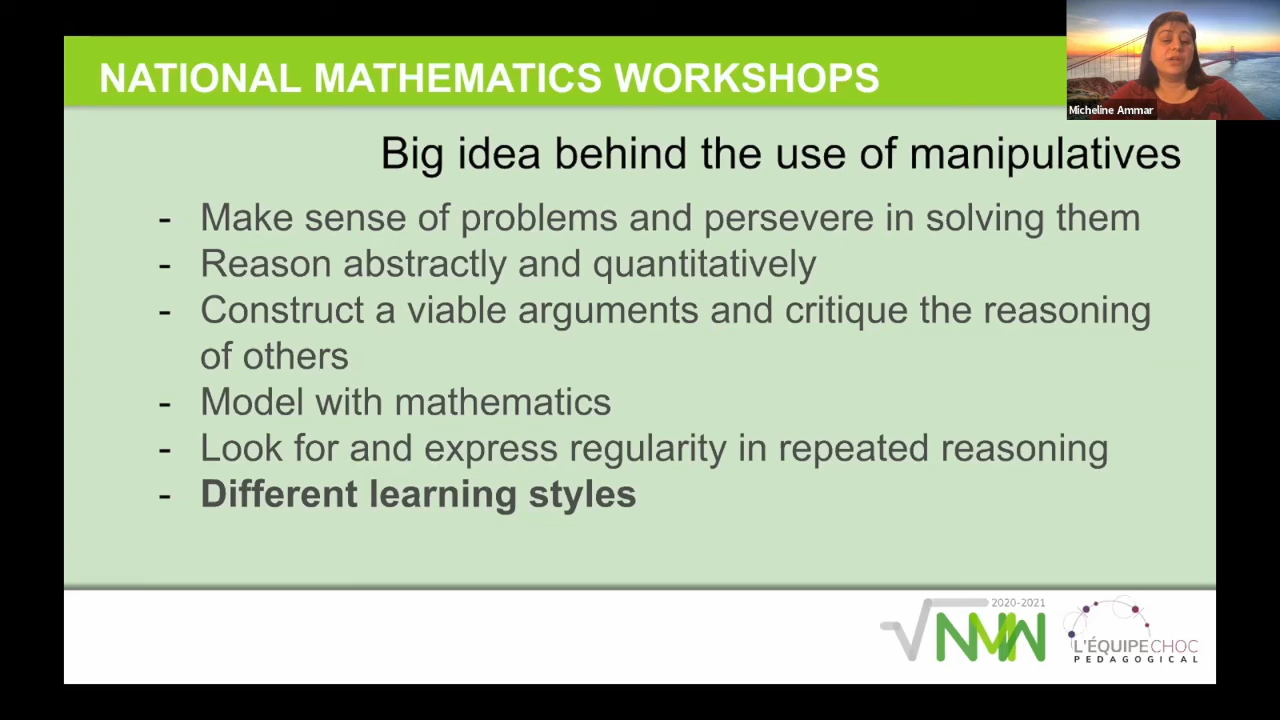 NATIONAL MATHEMATICS WORKSHOPS
Micheline Ammar
Big idea behind the use of manipulatives
- Make sense of problems and persevere in solving them
- Reason abstractly and quantitatively
- Construct a viable arguments and critique the reasoning
of others
- Model with mathematics
- Look for and express regularity in repeated reasoning
- Different learning styles
2020-2021
√NMW
L'ÉQUIPECHOC
PEDAGOGICAL